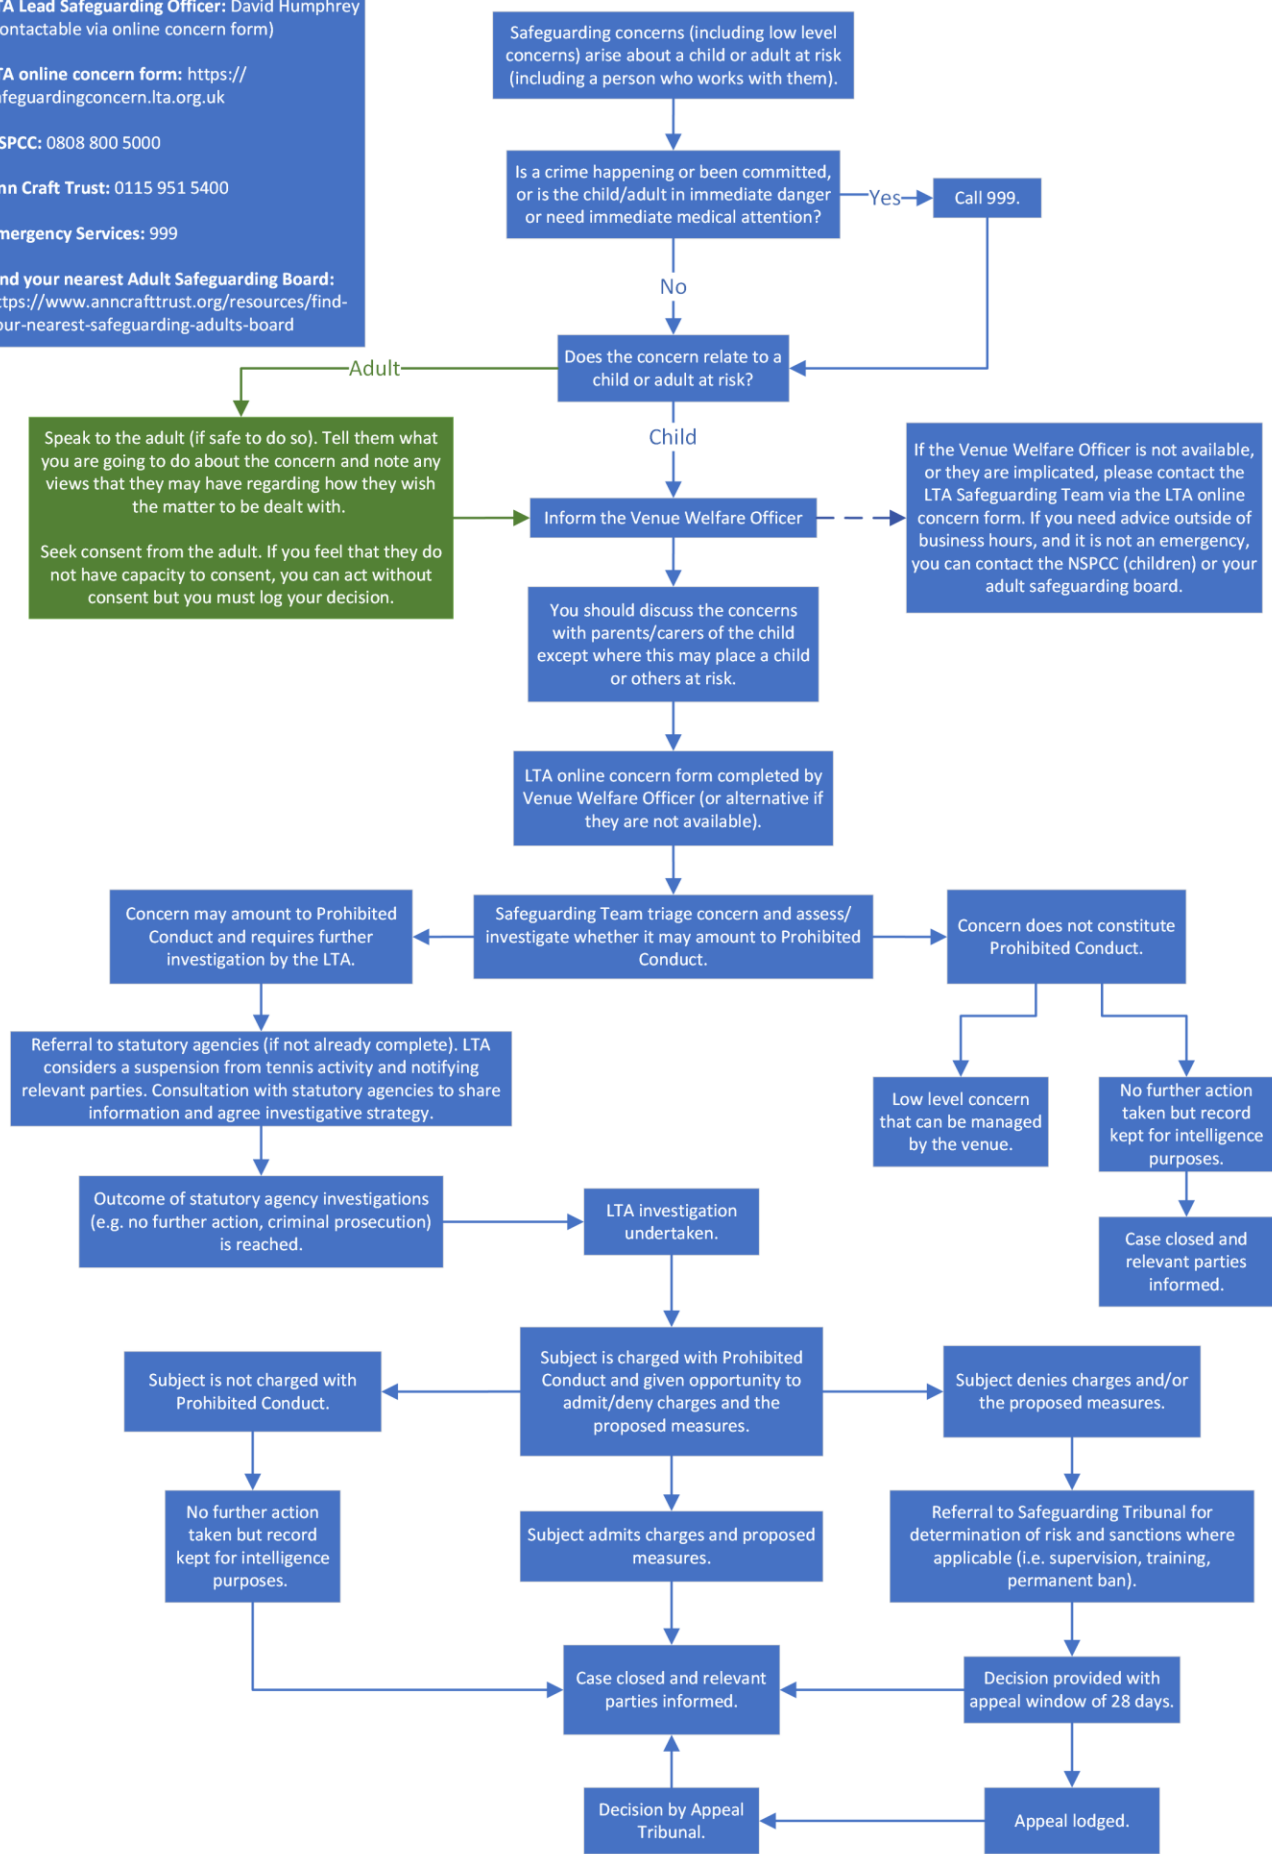 TA Lead Safeguarding Officer: David Humphrey
ontactable via online concern form)
TA online concern form: https://
afeguardingconcern.lta.org.uk
SPCC: 0808 800 5000
nn Craft Trust: 0115 951 5400
mergency Services: 999
nd your nearest Adult Safeguarding Board:
ttps://www.anncrafttrust.org/resources/find-
our-nearest-safeguarding-adults-board
Safeguarding concerns (including low level
concerns) arise about a child or adult at risk
(including a person who works with them).
Is a crime happening or been committed,
or is the child/adult in immediate danger
or need immediate medical attention?
Yes
Call 999.
No
Does the concern relate to a
child or adult at risk?
Adult
Child
Speak to the adult (if safe to do so). Tell them what
you are going to do about the concern and note any
views that they may have regarding how they wish
the matter to be dealt with.
Seek consent from the adult. If you feel that they do
not have capacity to consent, you can act without
consent but you must log your decision.
Inform the Venue Welfare Officer
If the Venue Welfare Officer is not available,
or they are implicated, please contact the
LTA Safeguarding Team via the LTA online
concern form. If you need advice outside of
business hours, and it is not an emergency,
you can contact the NSPCC (children) or your
adult safeguarding board.
You should discuss the concerns
with parents/carers of the child
except where this may place a child
or others at risk.
LTA online concern form completed by
Venue Welfare Officer (or alternative if
they are not available).
Safeguarding Team triage concern and assess/
investigate whether it may amount to Prohibited
Conduct.
Concern may amount to Prohibited
Conduct and requires further
investigation by the LTA.
Concern does not constitute
Prohibited Conduct.
Referral to statutory agencies (if not already complete). LTA
considers a suspension from tennis activity and notifying
relevant parties. Consultation with statutory agencies to share
information and agree investigative strategy.
Low level concern
that can be managed
by the venue.
No further action
taken but record
kept for intelligence
purposes.
Outcome of statutory agency investigations
(e.g. no further action, criminal prosecution)
is reached.
LTA investigation
undertaken.
Case closed and
relevant parties
informed.
Subject is not charged with
Prohibited Conduct.
Subject is charged with Prohibited
Conduct and given opportunity to
admit/deny charges and the
proposed measures.
Subject denies charges and/or
the proposed measures.
No further action
taken but record
kept for intelligence
purposes.
Subject admits charges and proposed
measures.
Referral to Safeguarding Tribunal for
determination of risk and sanctions where
applicable (i.e. supervision, training,
permanent ban).
Case closed and relevant
parties informed.
Decision provided with
appeal window of 28 days.
Decision by Appeal
Tribunal.
Appeal lodged.